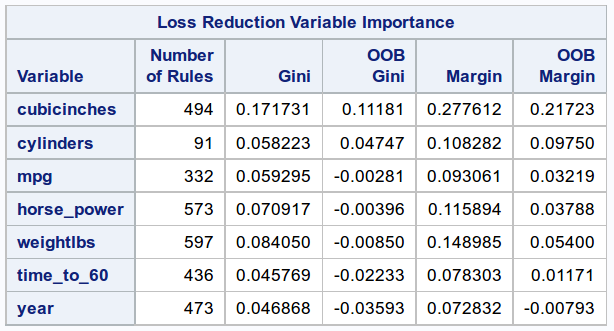 Loss Reduction Variable Importance
Variable Number of Rules Gini OOB Gini Margin OOB Margin
cubicinches 494 0.171731 0.11181 0.277612 0.21723
cylinders 91 0.058223 0.04747 0.108282 0.09750
mpg 332 0.059295 -0.00281 0.093061 0.03219
horse_power 573 0.070917 -0.00396 0.115894 0.03788
weightlbs 597 0.084050 -0.00850 0.148985 0.05400
time_to_60 436 0.045769 -0.02233 0.078303 0.01171
year 473 0.046868 -0.03593 0.072832 -0.00793